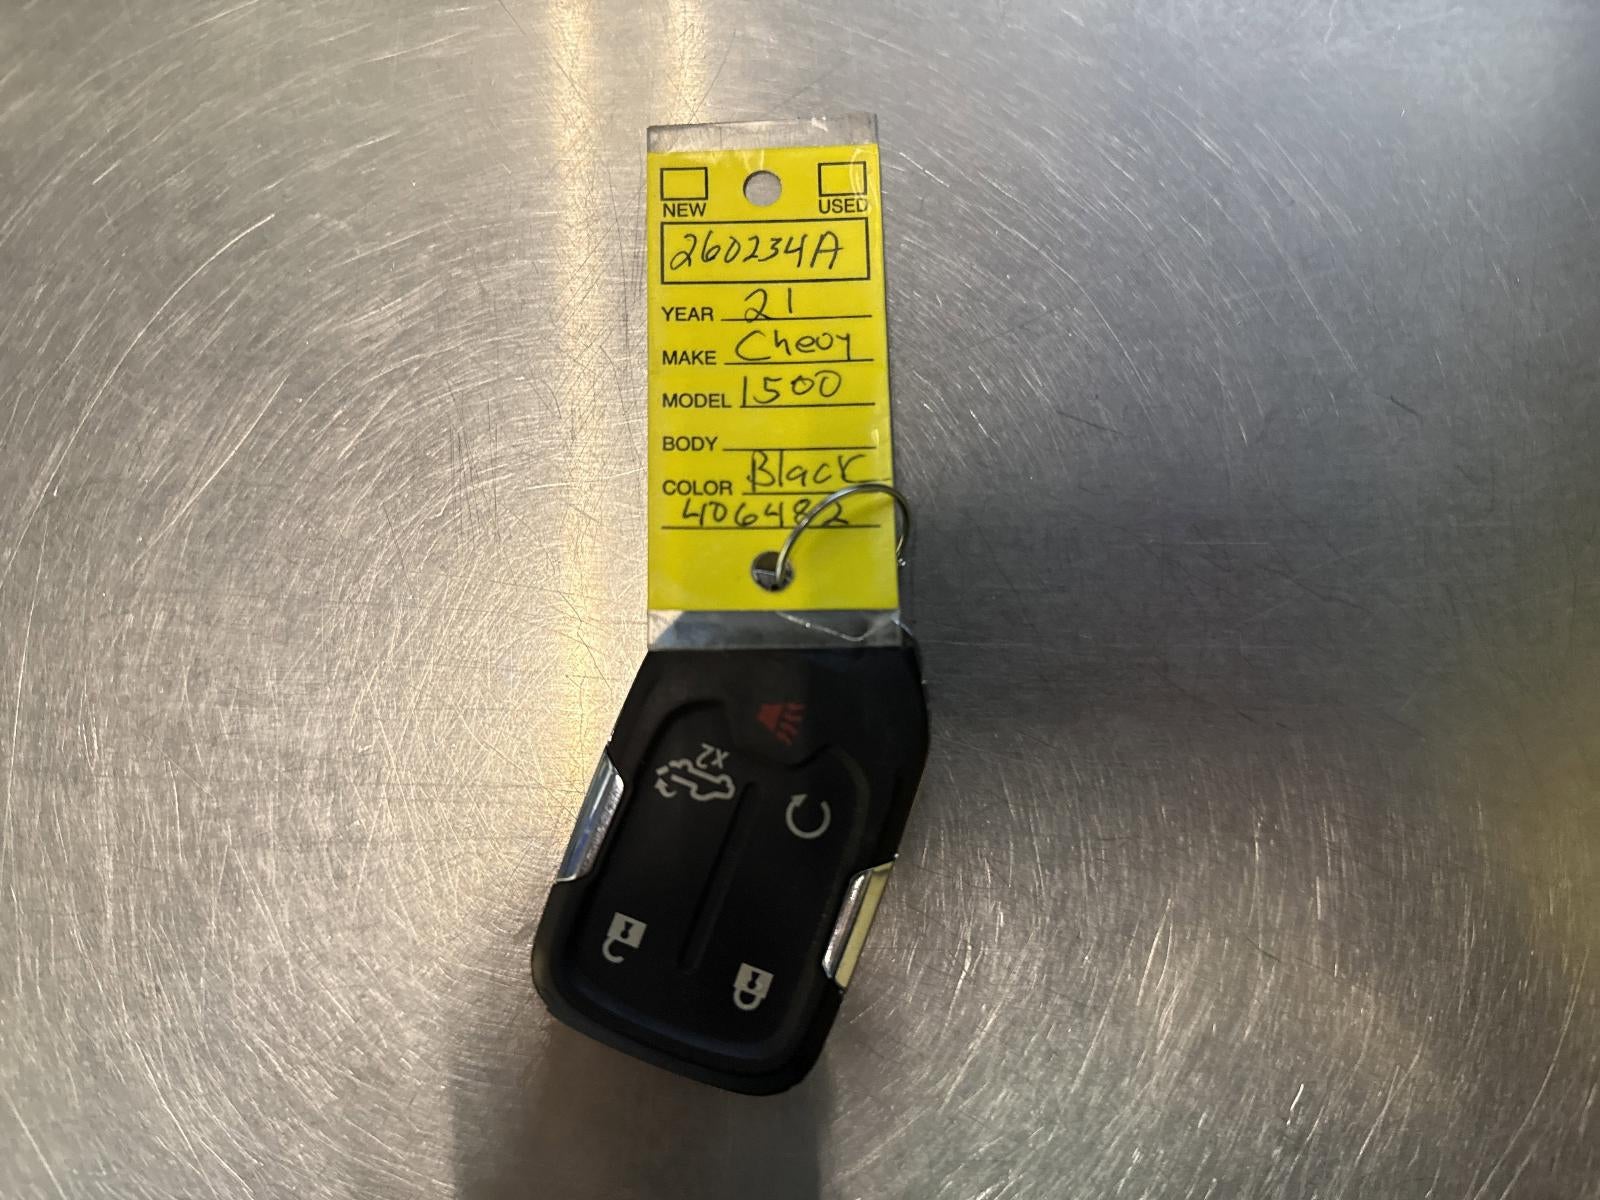 NEW USED
260234A
YEAR 21
MAKE Chevy
MODEL 1500
BODY
COLOR Black
406482
X2